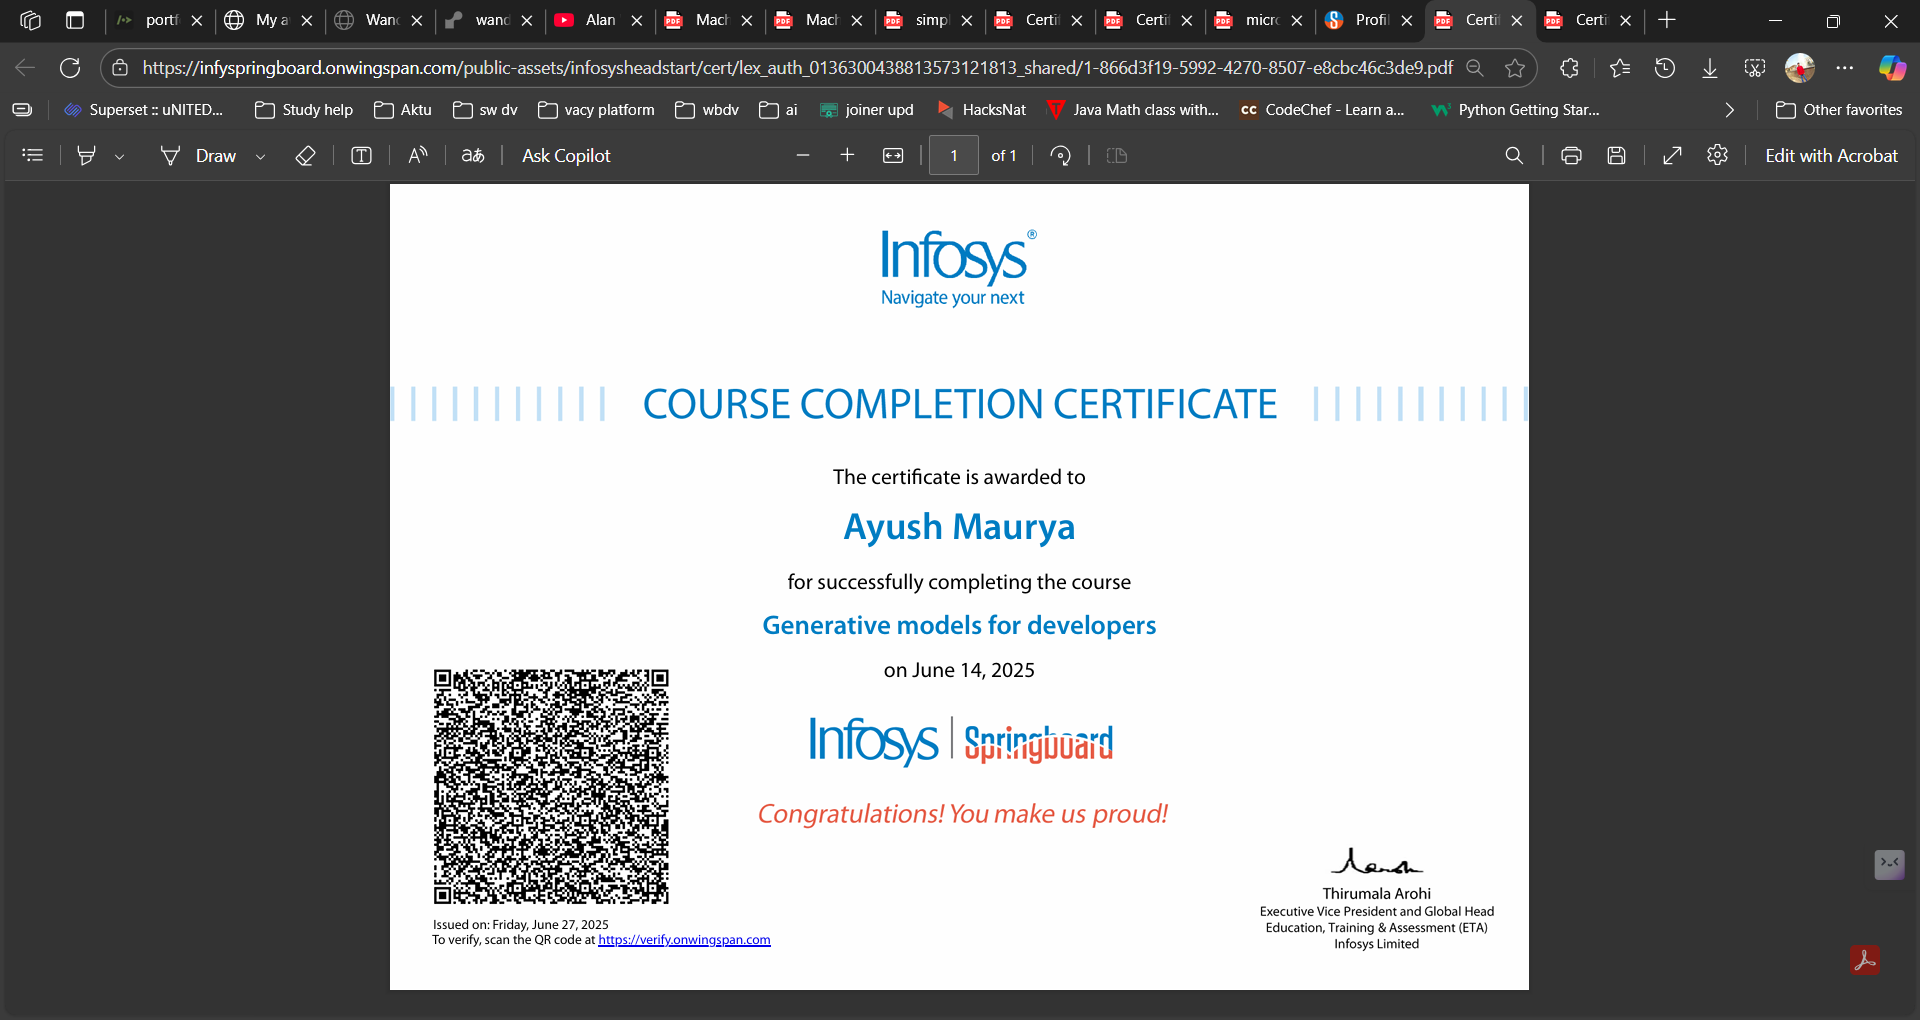 portf
My a
Wand
wand
Alan
Mach
Mach
simpl
Certif
Certif
micro
Profil
Certif
Certi
https://infyspringboard.onwingspan.com/public-assets/infosysheadstart/cert/lex_auth_0136300438813573121813_shared/1-866d3f19-5992-4270-8507-e8cbc46c3de9.pdf
Superset :: uNITED...
Study help
Aktu
sw dv
vacy platform
wbdv
ai
joiner upd
HacksNat
Java Math class with...
CodeChef - Learn a...
Python Getting Star...
Other favorites
Draw
Ask Copilot
1 of 1
Edit with Acrobat
Infosys®
Navigate your next
COURSE COMPLETION CERTIFICATE
The certificate is awarded to
Ayush Maurya
for successfully completing the course
Generative models for developers
on June 14, 2025
Infosys | Springboard
Congratulations! You make us proud!
Thirumala Arohi
Executive Vice President and Global Head
Education, Training & Assessment (ETA)
Infosys Limited
Issued on: Friday, June 27, 2025
To verify, scan the QR code at https://verify.onwingspan.com